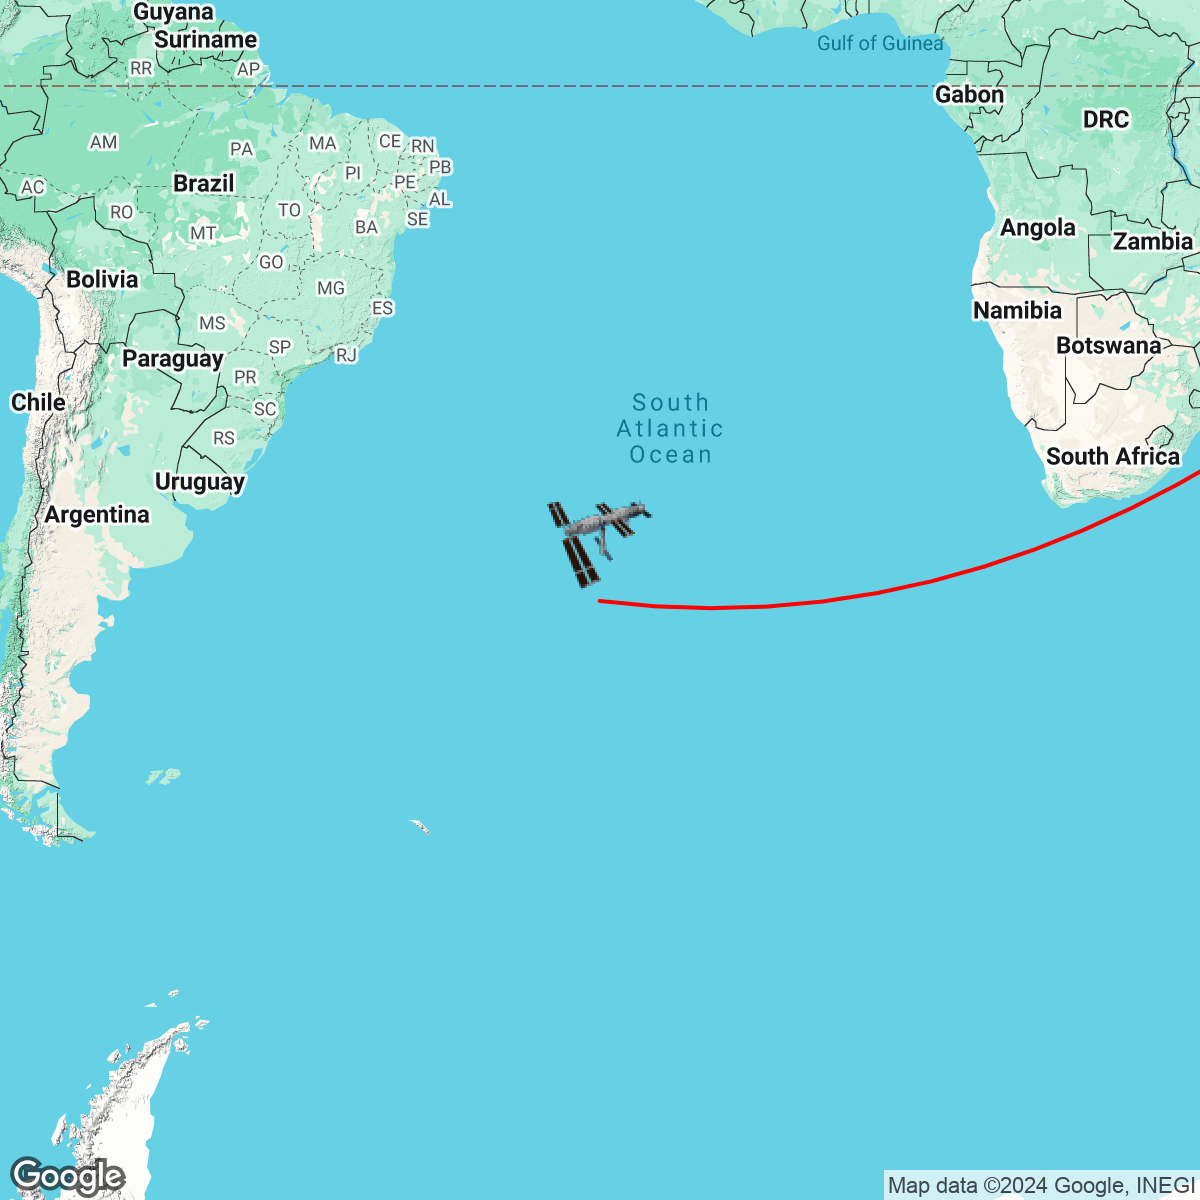 Guyana
Suriname
Gulf of Guinea
RR
AP
Gabon
DRC
AM
PA
MA
CE
RN
PB
PI
PE
AL
AC
Brazil
RO
TO
SE
MT
BA
Angola
Zambia
GO
Bolivia
MG
ES
Namibia
MS
SP
RJ
Botswana
Paraguay
PR
Chile
SC
South
Atlantic
Ocean
RS
South Africa
Uruguay
Argentina
Google
Map data ©2024 Google, INEGI